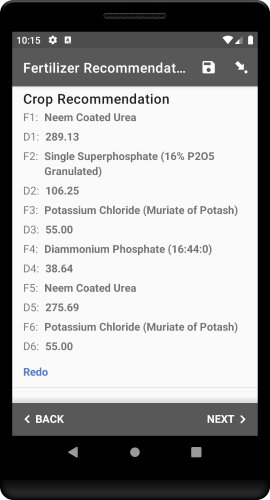 10:15
Fertilizer Recommendat...
Crop Recommendation
F1: Neem Coated Urea
D1: 289.13
F2: Single Superphosphate (16% P2O5
Granulated)
D2: 106.25
F3: Potassium Chloride (Muriate of Potash)
D3: 55.00
F4: Diammonium Phosphate (16:44:0)
D4: 38.64
F5: Neem Coated Urea
D5: 275.69
F6: Potassium Chloride (Muriate of Potash)
D6: 55.00
Redo
BACK NEXT